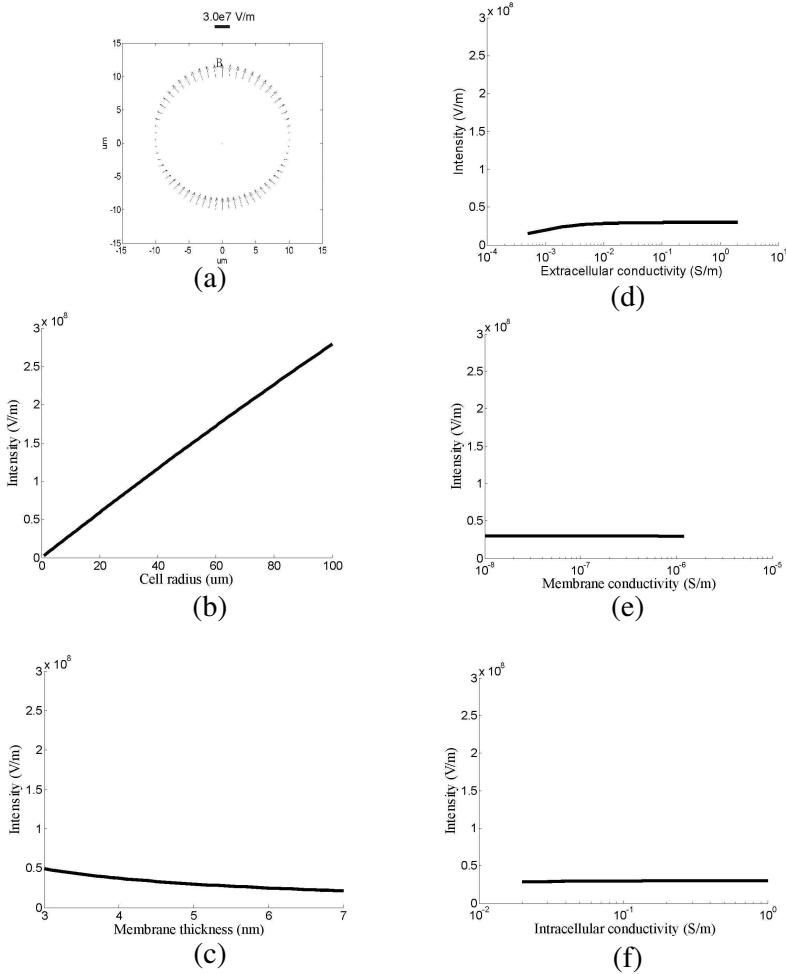 3.0e7 V/m
15
10
5
0
-5
-10
-15
um
B
-15 -10 -5 0 5 10 15
um
(a)
3 x 10^8
2.5
2
1.5
1
0.5
0
Intensity (V/m)
0 20 40 60 80 100
Cell radius (um)
(b)
3 x 10^8
2.5
2
1.5
1
0.5
0
Intensity (V/m)
3 4 5 6 7
Membrane thickness (nm)
(c)
3 x 10^8
2.5
2
1.5
1
0.5
0
Intensity (V/m)
10^-4 10^-3 10^-2 10^-1 10^0 10^1
Extracellular conductivity (S/m)
(d)
3 x 10^8
2.5
2
1.5
1
0.5
0
Intensity (V/m)
10^-8 10^-7 10^-6 10^-5
Membrane conductivity (S/m)
(e)
3 x 10^8
2.5
2
1.5
1
0.5
0
Intensity (V/m)
10^-2 10^-1 10^0
Intracellular conductivity (S/m)
(f)